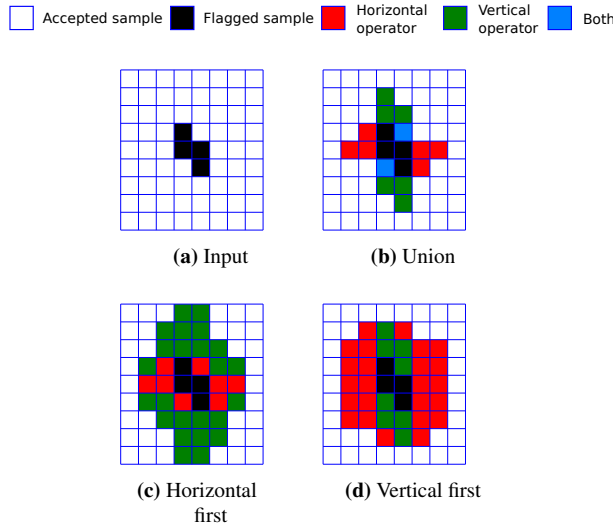 Accepted sample
Flagged sample
Horizontal
operator
Vertical
operator
Both
(a) Input
(b) Union
(c) Horizontal
first
(d) Vertical first